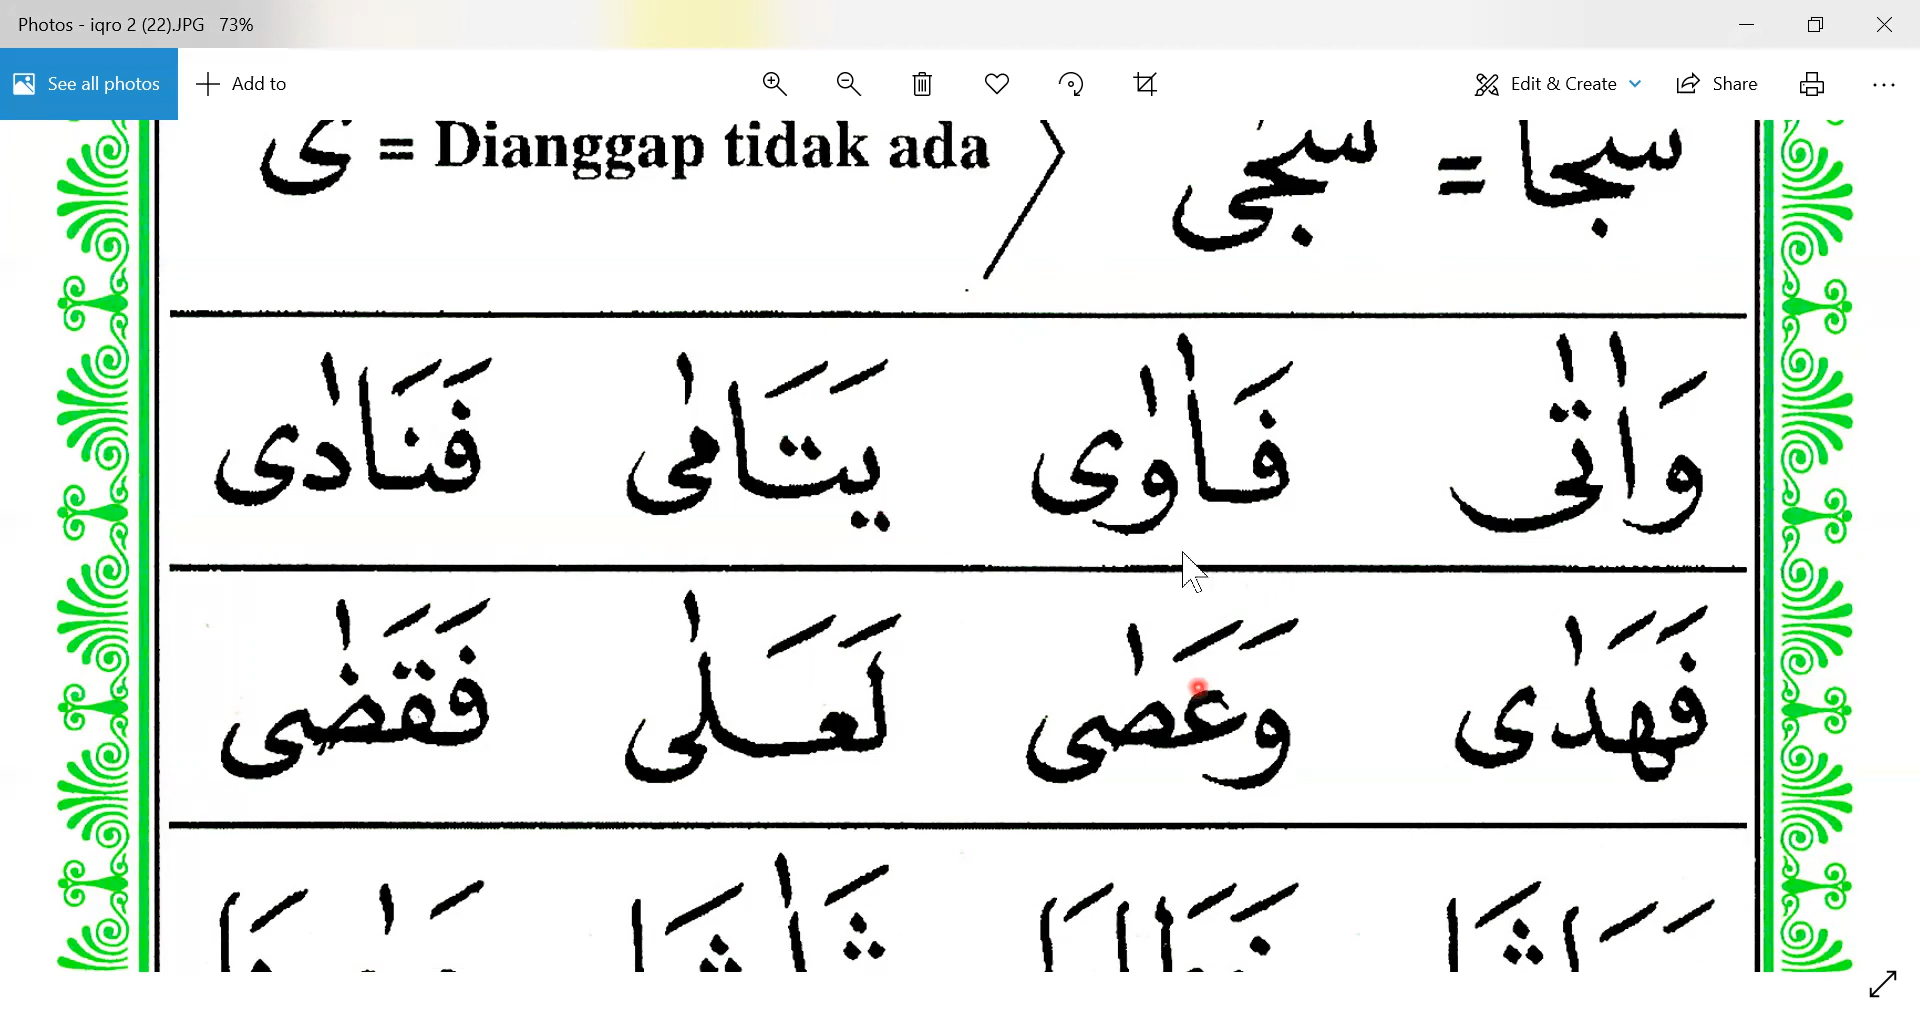 Photos - iqro 2 (22).JPG 73%
See all photos
Add to
Edit & Create
Share
سجا = سجى
ى = Dianggap tidak ada
وَاٰتٰى فَاٰوٰى يَتَامٰى فَنَادٰى
فَهَدٰى وَعَصٰى لَعَلٰى فَقَضٰى